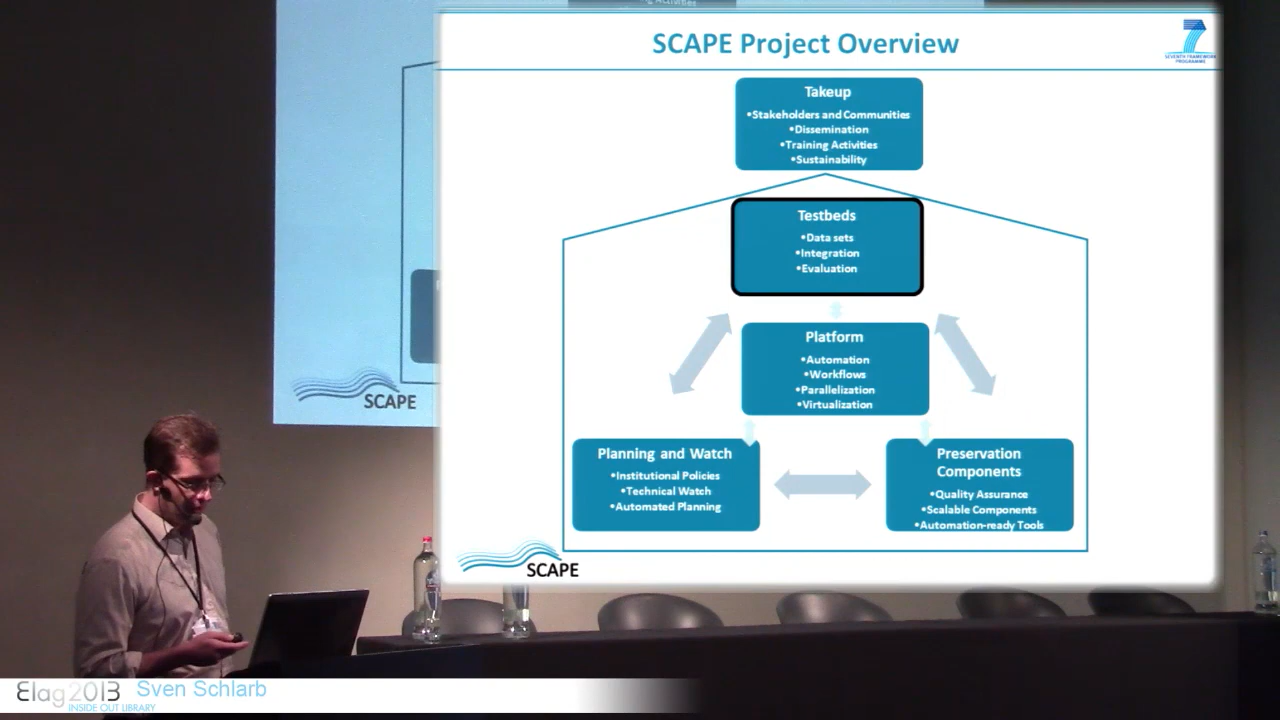 SCAPE Project Overview
7
SEVENTH FRAMEWORK
PROGRAMME
Takeup
•Stakeholders and Communities
•Dissemination
•Training Activities
•Sustainability
Testbeds
•Data sets
•Integration
•Evaluation
Platform
•Automation
•Workflows
•Parallelization
•Virtualization
Planning and Watch
•Institutional Policies
•Technical Watch
•Automated Planning
Preservation
Components
•Quality Assurance
•Scalable Components
•Automation-ready Tools
SCAPE
SCAPE
Elag2013 Sven Schlarb
INSIDE OUT LIBRARY